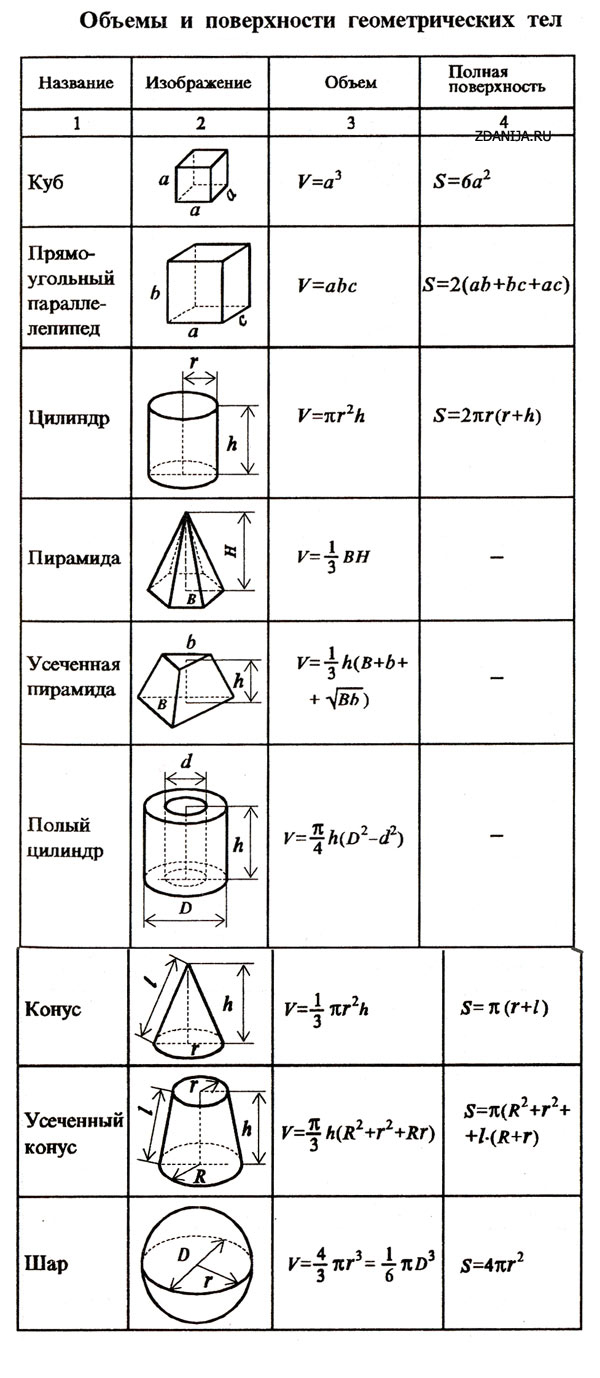 Объемы и поверхности геометрических тел
Название Изображение Объем Полная
поверхность
1 2 3 4
ZDANIJA.RU
Куб
a
a
a
V=a³
S=6a²
Прямо-
угольный
паралле-
лепипед
b
a
c
V=abc
S=2(ab+bc+ac)
Цилиндр
r
h
V=πr²h
S=2πr(r+h)
Пирамида
H
B
V=1/3 BH
–
Усеченная
пирамида
b
h
B
V=1/3 h(B+b+
+ √Bb)
–
Полый
цилиндр
d
h
D
V=π/4 h(D²–d²)
–
Конус
l
h
r
V=1/3 πr²h
S= π (r+l)
Усеченный
конус
r
l
h
R
V=π/3 h(R²+r²+Rr)
S=π(R²+r²+
+l·(R+r)
Шар
D
r
V=4/3 πr³= 1/6 πD³
S=4πr²